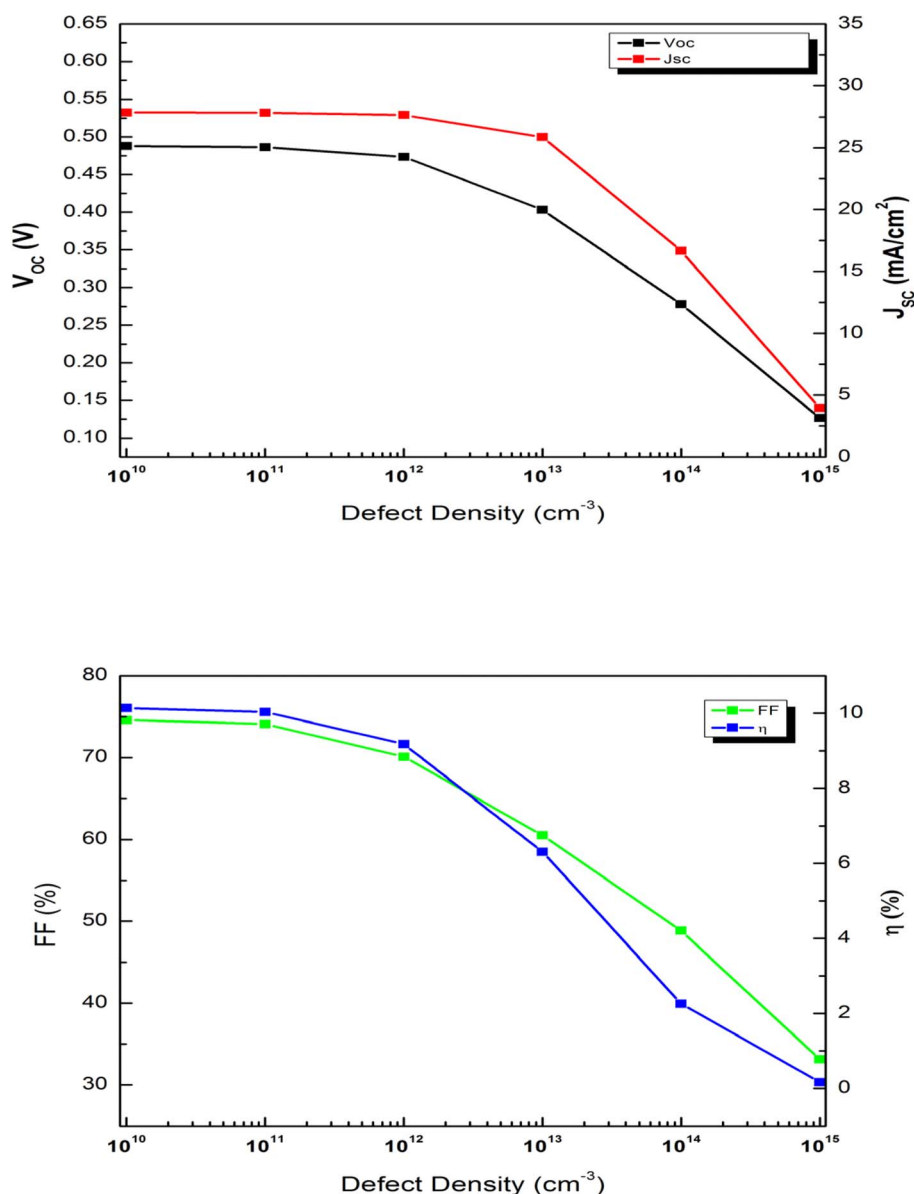 0.65
0.60
0.55
0.50
0.45
0.40
0.35
0.30
0.25
0.20
0.15
0.10
V_OC (V)
Voc
Jsc
35
30
25
20
15
10
5
0
J_SC (mA/cm²)
10¹⁰ 10¹¹ 10¹² 10¹³ 10¹⁴ 10¹⁵
Defect Density (cm⁻³)
80
70
60
50
40
30
FF (%)
FF
η
10
8
6
4
2
0
η (%)
10¹⁰ 10¹¹ 10¹² 10¹³ 10¹⁴ 10¹⁵
Defect Density (cm⁻³)